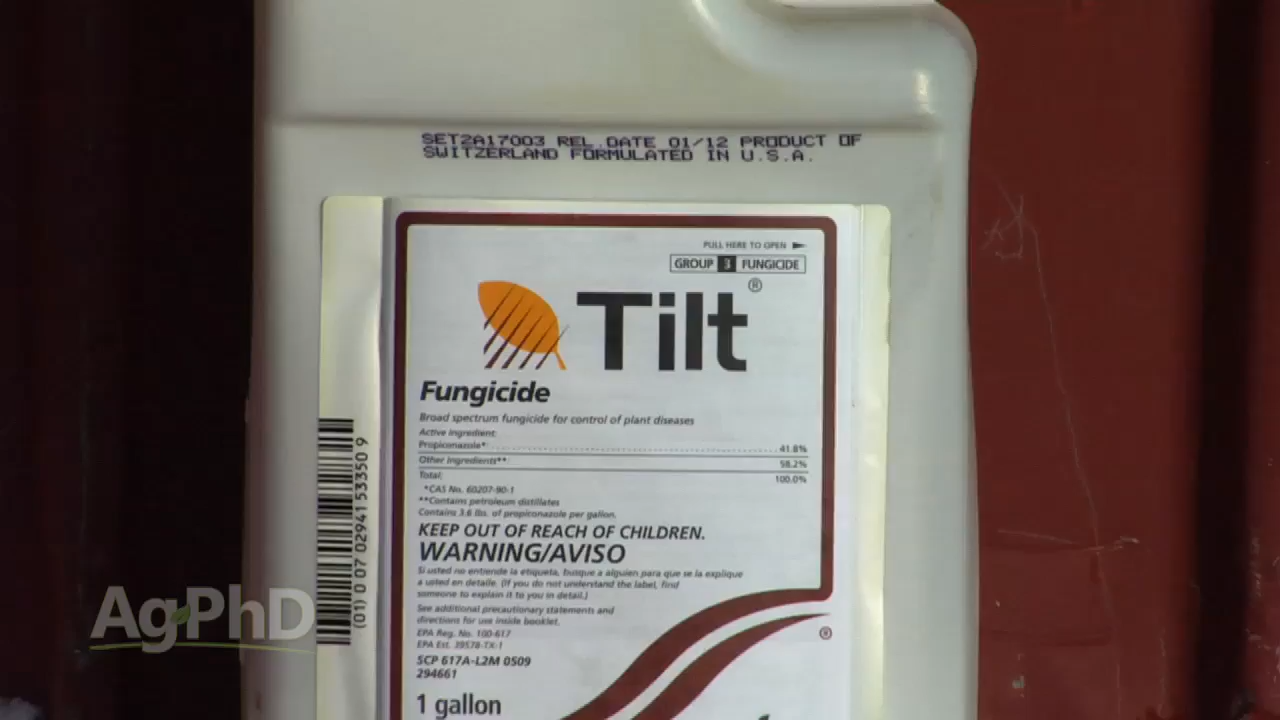 SET2A17003 REL.DATE 01/12 PRODUCT OF
SWITZERLAND FORMULATED IN U.S.A.
PULL HERE TO OPEN
GROUP 3 FUNGICIDE
Tilt®
Fungicide
Broad spectrum fungicide for control of plant diseases
Active ingredient:
Propiconazole* 41.8%
Other ingredients** 58.2%
Total: 100.0%
*CAS No. 60207-90-1
**Contains petroleum distillates
Contains 3.6 lbs. of propiconazole per gallon.
KEEP OUT OF REACH OF CHILDREN.
WARNING/AVISO
Si usted no entiende la etiqueta, busque a alguien para que se la explique
a usted en detalle. (If you do not understand the label, find
someone to explain it to you in detail.)
See additional precautionary statements and
directions for use inside booklet.
EPA Reg. No. 100-617
EPA Est. 39578-TX-1
SCP 617A-L2M 0509
294661
1 gallon
®
(01) 0 07 02941 53350 9
AgPhD